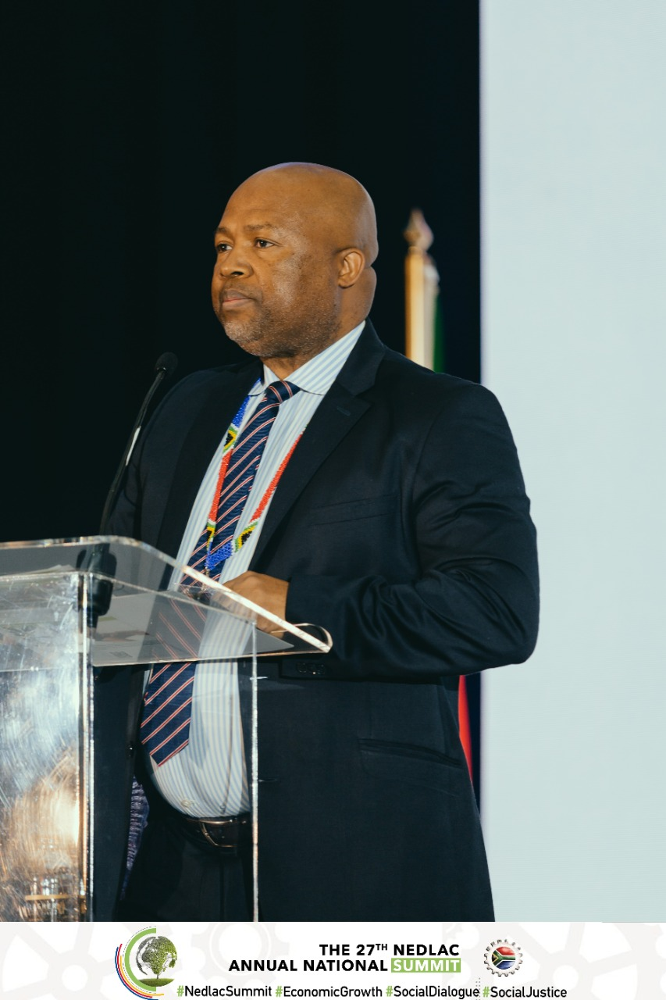 THE 27TH NEDLAC
ANNUAL NATIONAL SUMMIT
#NedlacSummit #EconomicGrowth #SocialDialogue #SocialJustice